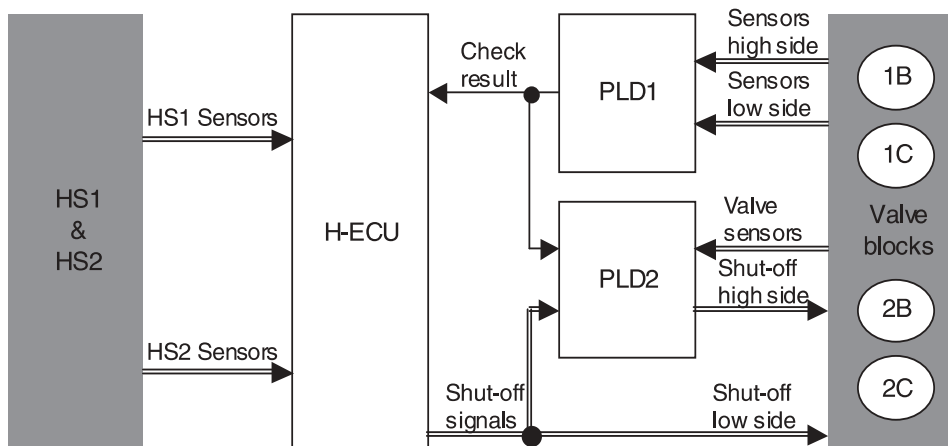 HS1
&
HS2
HS1 Sensors
HS2 Sensors
H-ECU
Check
result
Shut-off
signals
PLD1
PLD2
Sensors
high side
Sensors
low side
Valve
sensors
Shut-off
high side
Shut-off
low side
1B
1C
Valve
blocks
2B
2C